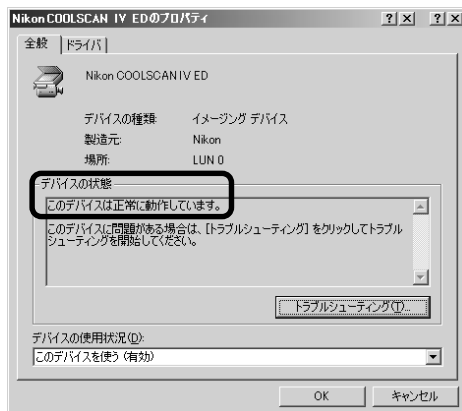 Nikon COOLSCAN IV EDのプロパティ
全般 ドライバ
Nikon COOLSCAN IV ED
デバイスの種類: イメージング デバイス
製造元: Nikon
場所: LUN 0
デバイスの状態
このデバイスは正常に動作しています。
このデバイスに問題がある場合は、[トラブルシューティング] をクリックしてトラブル
シューティングを開始してください。
トラブルシューティング(T)...
デバイスの使用状況(D):
このデバイスを使う (有効)
OK キャンセル